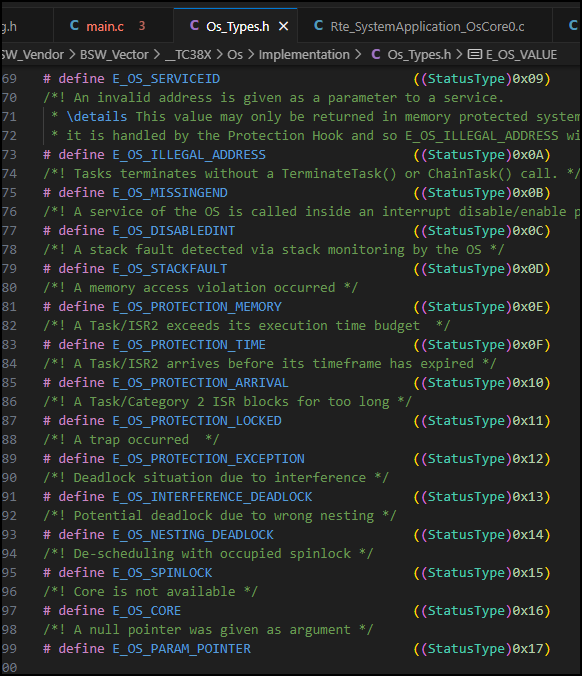 g.h main.c 3 Os_Types.h × Rte_SystemApplication_OsCore0.c
SW_Vendor > BSW_Vector > __TC38X > Os > Implementation > C Os_Types.h > E_OS_VALUE
69 # define E_OS_SERVICEID ((StatusType)0x09)
70 /*! An invalid address is given as a parameter to a service.
71 * \details This value may only be returned in memory protected system
72 * it is handled by the Protection Hook and so E_OS_ILLEGAL_ADDRESS wi
73 # define E_OS_ILLEGAL_ADDRESS ((StatusType)0x0A)
74 /*! Tasks terminates without a TerminateTask() or ChainTask() call. */
75 # define E_OS_MISSINGEND ((StatusType)0x0B)
76 /*! A service of the OS is called inside an interrupt disable/enable p
77 # define E_OS_DISABLEDINT ((StatusType)0x0C)
78 /*! A stack fault detected via stack monitoring by the OS */
79 # define E_OS_STACKFAULT ((StatusType)0x0D)
80 /*! A memory access violation occurred */
81 # define E_OS_PROTECTION_MEMORY ((StatusType)0x0E)
82 /*! A Task/ISR2 exceeds its execution time budget  */
83 # define E_OS_PROTECTION_TIME ((StatusType)0x0F)
84 /*! A Task/ISR2 arrives before its timeframe has expired */
85 # define E_OS_PROTECTION_ARRIVAL ((StatusType)0x10)
86 /*! A Task/Category 2 ISR blocks for too long */
87 # define E_OS_PROTECTION_LOCKED ((StatusType)0x11)
88 /*! A trap occurred  */
89 # define E_OS_PROTECTION_EXCEPTION ((StatusType)0x12)
90 /*! Deadlock situation due to interference */
91 # define E_OS_INTERFERENCE_DEADLOCK ((StatusType)0x13)
92 /*! Potential deadlock due to wrong nesting */
93 # define E_OS_NESTING_DEADLOCK ((StatusType)0x14)
94 /*! De-scheduling with occupied spinlock */
95 # define E_OS_SPINLOCK ((StatusType)0x15)
96 /*! Core is not available */
97 # define E_OS_CORE ((StatusType)0x16)
98 /*! A null pointer was given as argument */
99 # define E_OS_PARAM_POINTER ((StatusType)0x17)
00